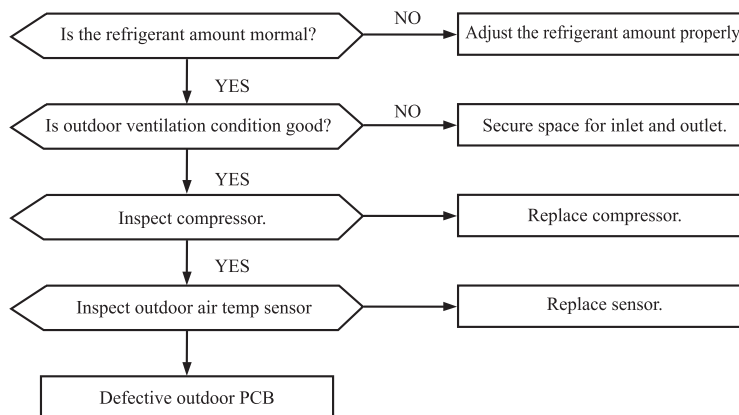 Is the refrigerant amount mormal?
NO
Adjust the refrigerant amount properly
YES
Is outdoor ventilation condition good?
NO
Secure space for inlet and outlet.
YES
Inspect compressor.
Replace compressor.
YES
Inspect outdoor air temp sensor
Replace sensor.
Defective outdoor PCB